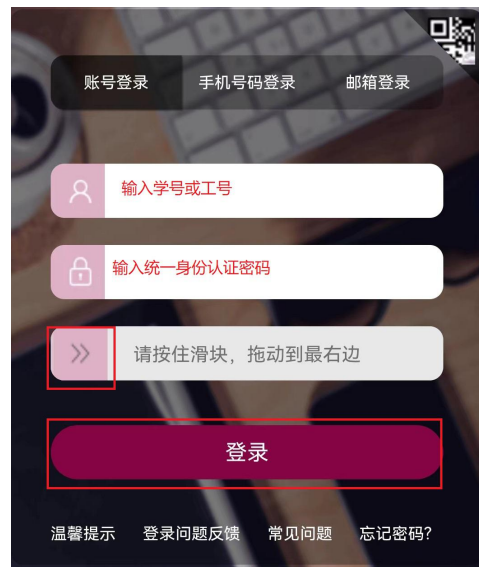 账号登录 手机号码登录 邮箱登录
输入学号或工号
输入统一身份认证密码
请按住滑块，拖动到最右边
登录
温馨提示 登录问题反馈 常见问题 忘记密码?